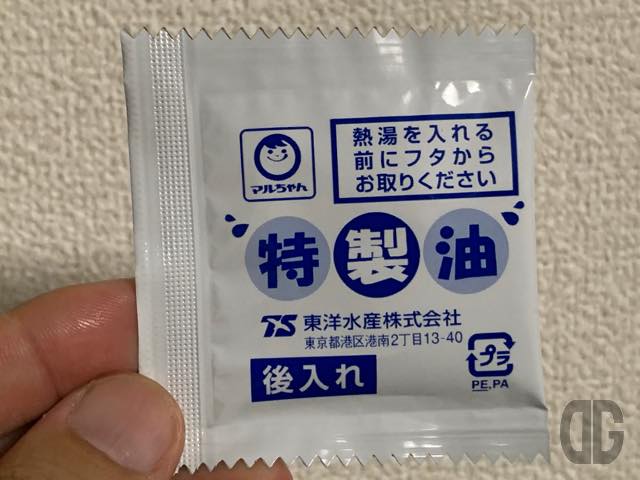 熱湯を入れる
前にフタから
お取りください
マルちゃん
特製油
TS 東洋水産株式会社
東京都港区港南2丁目13-40
後入れ
プラ
PE,PA
DG